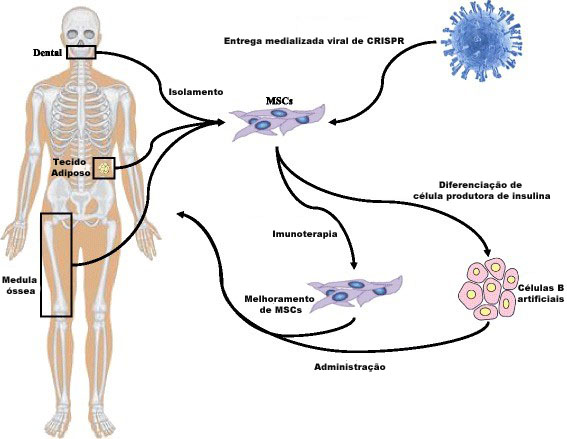 Entrega medializada viral de CRISPR
Dental
Isolamento
MSCs
Tecido
Adiposo
Diferenciação de
célula produtora de insulina
Imunoterapia
Medula
óssea
Melhoramento
de MSCs
Células B
artificiais
Administração